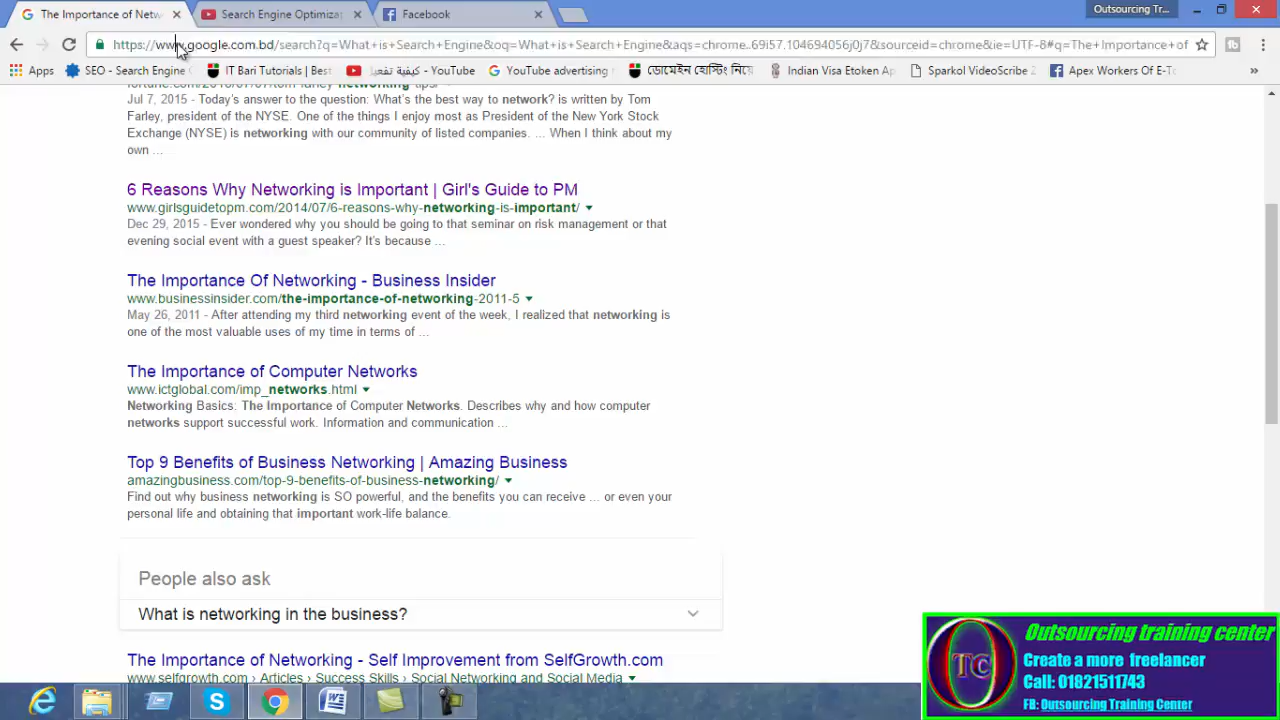 The Importance of Netw
Search Engine Optimiza
Facebook
Outsourcing Tr...
https://www.google.com.bd/search?q=What+is+Search+Engine&oq=What+is+Search+Engine&aqs=chrome..69i57.104694056j0j7&sourceid=chrome&ie=UTF-8#q=The+Importance+of
Apps
SEO - Search Engine
IT Bari Tutorials | Best
كيفية تفعيل - YouTube
YouTube advertising
ডোমেইন হোস্টিং নিয়ে
Indian Visa Etoken Ap
Sparkol VideoScribe
Apex Workers Of E-T
»
Jul 7, 2015 - Today's answer to the question: What's the best way to network? is written by Tom
Farley, president of the NYSE. One of the things I enjoy most as President of the New York Stock
Exchange (NYSE) is networking with our community of listed companies. ... When I think about my
own ...
6 Reasons Why Networking is Important | Girl's Guide to PM
www.girlsguidetopm.com/2014/07/6-reasons-why-networking-is-important/
Dec 29, 2015 - Ever wondered why you should be going to that seminar on risk management or that
evening social event with a guest speaker? It's because ...
The Importance Of Networking - Business Insider
www.businessinsider.com/the-importance-of-networking-2011-5
May 26, 2011 - After attending my third networking event of the week, I realized that networking is
one of the most valuable uses of my time in terms of ...
The Importance of Computer Networks
www.ictglobal.com/imp_networks.html
Networking Basics: The Importance of Computer Networks. Describes why and how computer
networks support successful work. Information and communication ...
Top 9 Benefits of Business Networking | Amazing Business
amazingbusiness.com/top-9-benefits-of-business-networking/
Find out why business networking is SO powerful, and the benefits you can receive ... or even your
personal life and obtaining that important work-life balance.
People also ask
What is networking in the business?
The Importance of Networking - Self Improvement from SelfGrowth.com
www.selfgrowth.com › Articles › Success Skills › Social Networking and Social Media
O
TC
Outsourcing training center
Create a more freelancer
Call: 01821511743
FB: Outsourcing Training Center